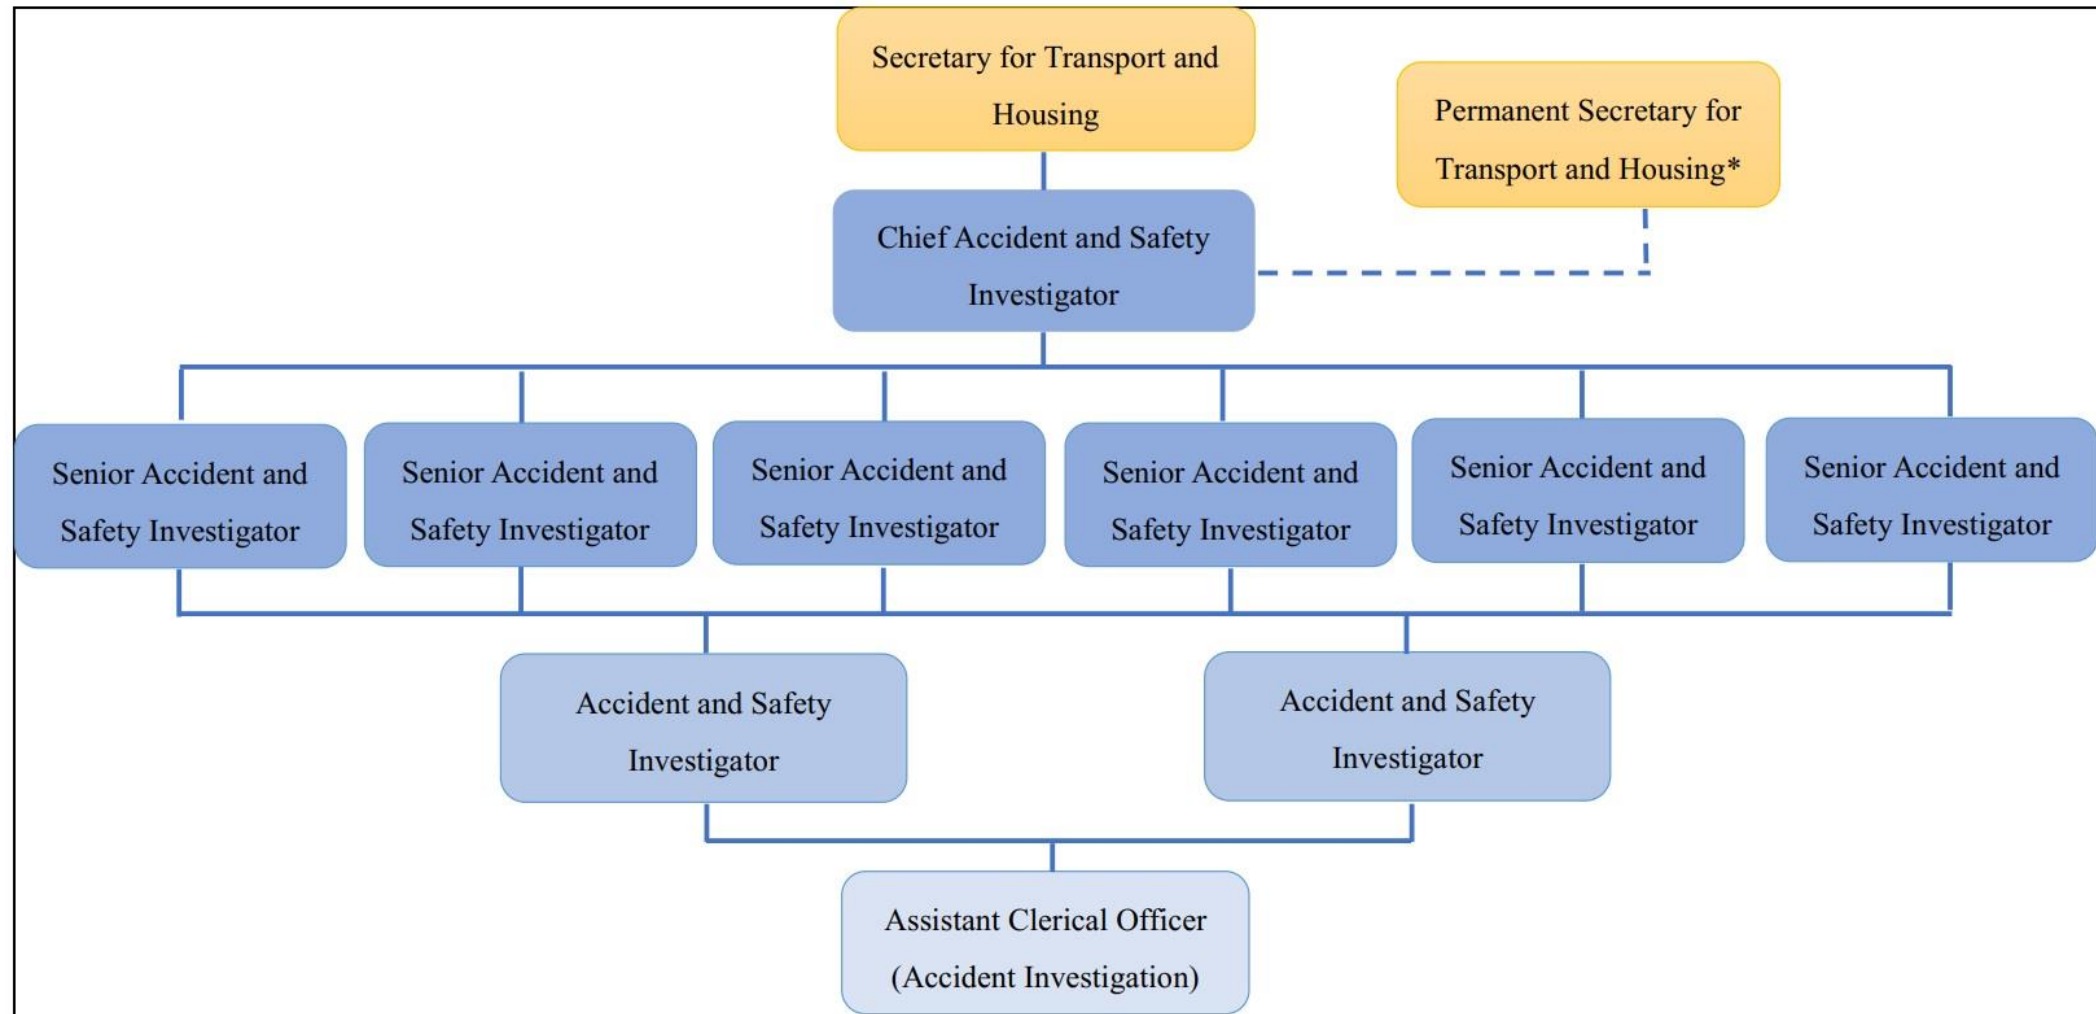 Secretary for Transport and
Housing
Permanent Secretary for
Transport and Housing*
Chief Accident and Safety
Investigator
Senior Accident and
Safety Investigator
Senior Accident and
Safety Investigator
Senior Accident and
Safety Investigator
Senior Accident and
Safety Investigator
Senior Accident and
Safety Investigator
Senior Accident and
Safety Investigator
Accident and Safety
Investigator
Accident and Safety
Investigator
Assistant Clerical Officer
(Accident Investigation)